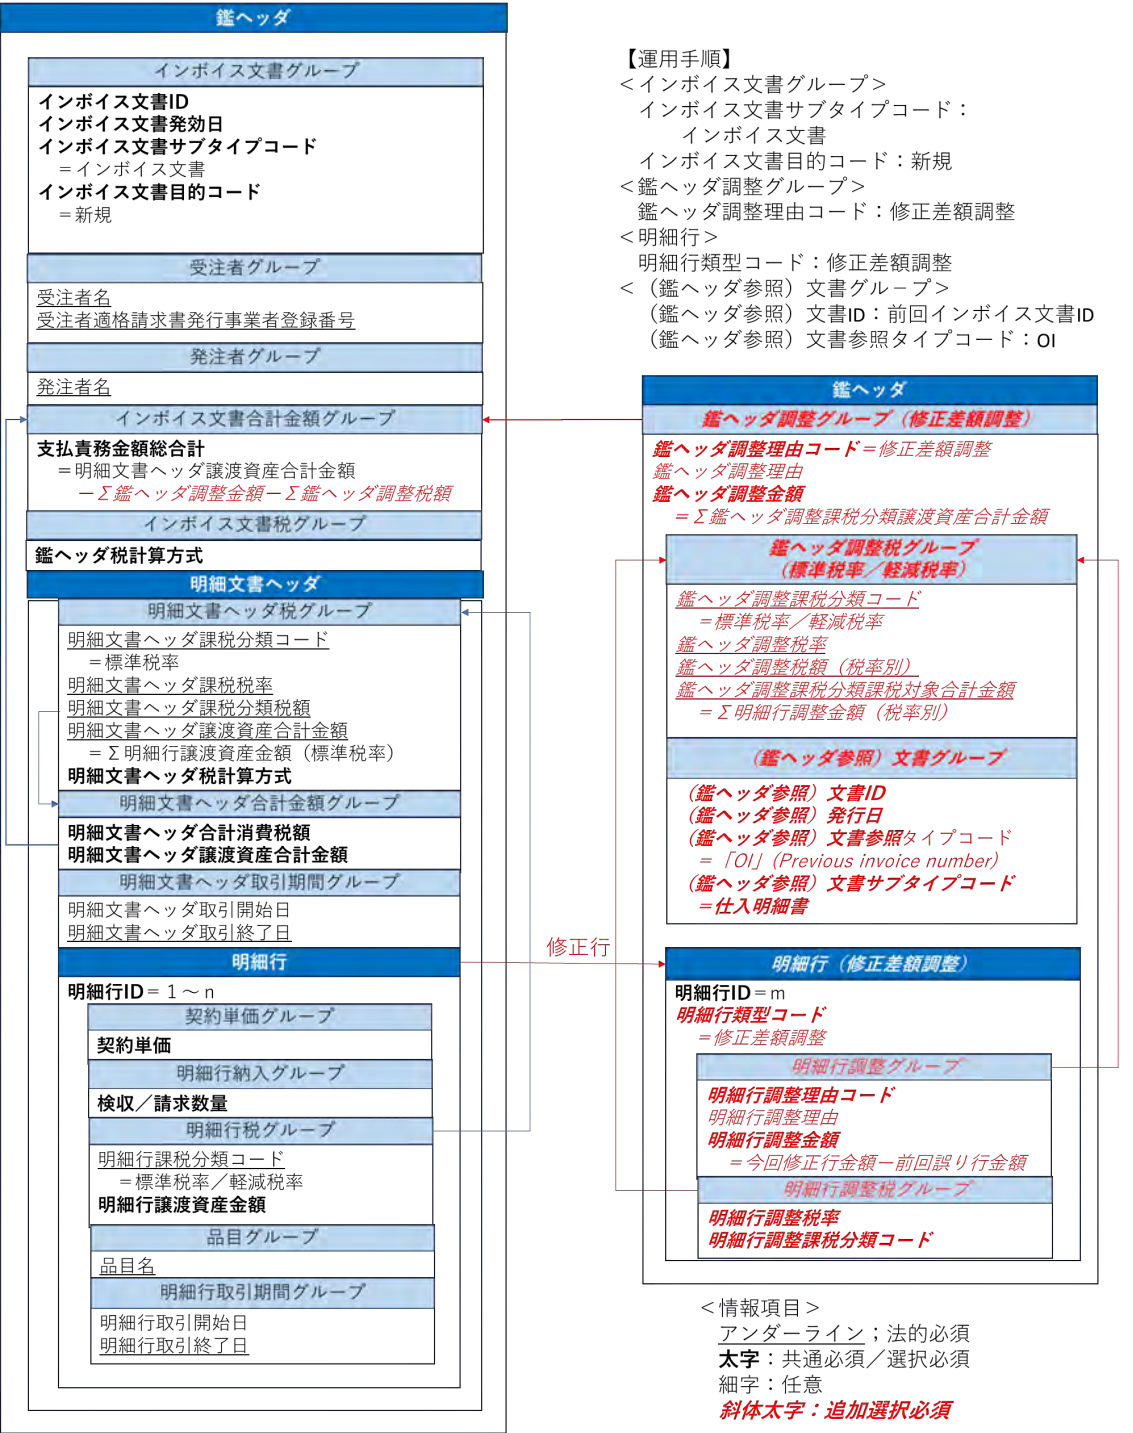 鑑ヘッダ
インボイス文書グループ
インボイス文書ID
インボイス文書発効日
インボイス文書サブタイプコード
＝インボイス文書
インボイス文書目的コード
＝新規
受注者グループ
受注者名
受注者適格請求書発行事業者登録番号
発注者グループ
発注者名
インボイス文書合計金額グループ
支払責務金額総合計
＝明細文書ヘッダ譲渡資産合計金額
－Σ鑑ヘッダ調整金額－Σ鑑ヘッダ調整税額
インボイス文書税グループ
鑑ヘッダ税計算方式
明細文書ヘッダ
明細文書ヘッダ税グループ
明細文書ヘッダ課税分類コード
＝標準税率
明細文書ヘッダ課税税率
明細文書ヘッダ課税分類税額
明細文書ヘッダ譲渡資産合計金額
＝Σ明細行譲渡資産金額（標準税率）
明細文書ヘッダ税計算方式
明細文書ヘッダ合計金額グループ
明細文書ヘッダ合計消費税額
明細文書ヘッダ譲渡資産合計金額
明細文書ヘッダ取引期間グループ
明細文書ヘッダ取引開始日
明細文書ヘッダ取引終了日
明細行
明細行ID＝１～ｎ
契約単価グループ
契約単価
明細行納入グループ
検収／請求数量
明細行税グループ
明細行課税分類コード
＝標準税率／軽減税率
明細行譲渡資産金額
品目グループ
品目名
明細行取引期間グループ
明細行取引開始日
明細行取引終了日
【運用手順】
＜インボイス文書グループ＞
インボイス文書サブタイプコード：
インボイス文書
インボイス文書目的コード：新規
＜鑑ヘッダ調整グループ＞
鑑ヘッダ調整理由コード：修正差額調整
＜明細行＞
明細行類型コード：修正差額調整
＜（鑑ヘッダ参照）文書グル－プ＞
（鑑ヘッダ参照）文書ID：前回インボイス文書ID
（鑑ヘッダ参照）文書参照タイプコード：OI
鑑ヘッダ
鑑ヘッダ調整グループ（修正差額調整）
鑑ヘッダ調整理由コード＝修正差額調整
鑑ヘッダ調整理由
鑑ヘッダ調整金額
＝Σ鑑ヘッダ調整課税分類譲渡資産合計金額
鑑ヘッダ調整税グループ
（標準税率／軽減税率）
鑑ヘッダ調整課税分類コード
＝標準税率／軽減税率
鑑ヘッダ調整税率
鑑ヘッダ調整税額（税率別）
鑑ヘッダ調整課税分類課税対象合計金額
＝Σ明細行調整金額（税率別）
（鑑ヘッダ参照）文書グループ
（鑑ヘッダ参照）文書ID
（鑑ヘッダ参照）発行日
（鑑ヘッダ参照）文書参照タイプコード
＝「OI」（Previous invoice number）
（鑑ヘッダ参照）文書サブタイプコード
＝仕入明細書
修正行
明細行（修正差額調整）
明細行ID＝ｍ
明細行類型コード
＝修正差額調整
明細行調整グループ
明細行調整理由コード
明細行調整理由
明細行調整金額
＝今回修正行金額－前回誤り行金額
明細行調整税グループ
明細行調整税率
明細行調整課税分類コード
＜情報項目＞
アンダーライン；法的必須
太字：共通必須／選択必須
細字：任意
斜体太字：追加選択必須